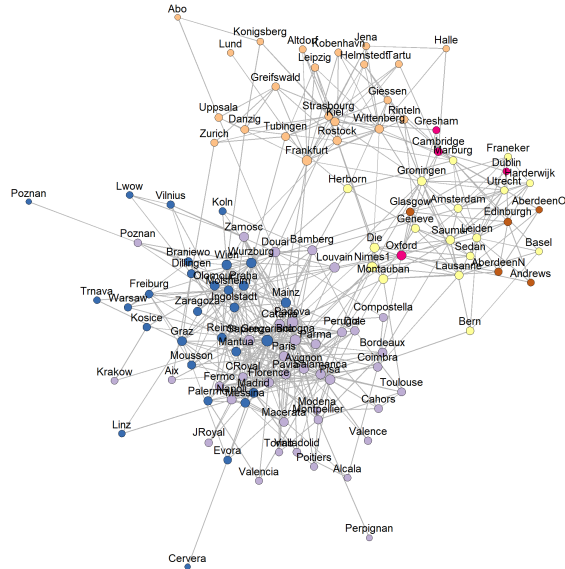 Abo
Konigsberg
Lund
Altdorf
Kobenhavn
Jena
Halle
Leipzig
Helmstedt
Tartu
Greifswald
Giessen
Uppsala
Danzig
Strasbourg
Kiel
Rinteln
Wittenberg
Gresham
Zurich
Tubingen
Rostock
Frankfurt
Cambridge
Marburg
Franeker
Dublin
Harderwijk
Herborn
Groningen
Utrecht
Poznan
Lwow
Vilnius
Koln
Glasgow
Amsterdam
AberdeenO
Geneve
Edinburgh
Poznan
Zamosc
Douai
Bamberg
Die
Oxford
Saumur
Leiden
Sedan
Basel
Braniewo
Wien
Wurzburg
Louvain
Nimes1
Montauban
Lausanne
AberdeenN
Andrews
Dillingen
Olomouc
Praha
Molsheim
Trnava
Warsaw
Freiburg
Zaragoza
Ingolstadt
Mainz
Compostella
Kosice
Catania
Padova
Perugia
Dole
Bern
Graz
Reims
Bologna
Parma
Bordeaux
Mantua
Paris
Avignon
Coimbra
Mousson
Aix
CRoyal
Pavia
Salamanca
Pisa
Krakow
Fermo
Florence
Toulouse
Palermo
Napoli
Madrid
Messina
Cahors
Macerata
Modena
Montpellier
Linz
JRoyal
Valladolid
Valence
Evora
Valencia
Poitiers
Alcala
Perpignan
Cervera